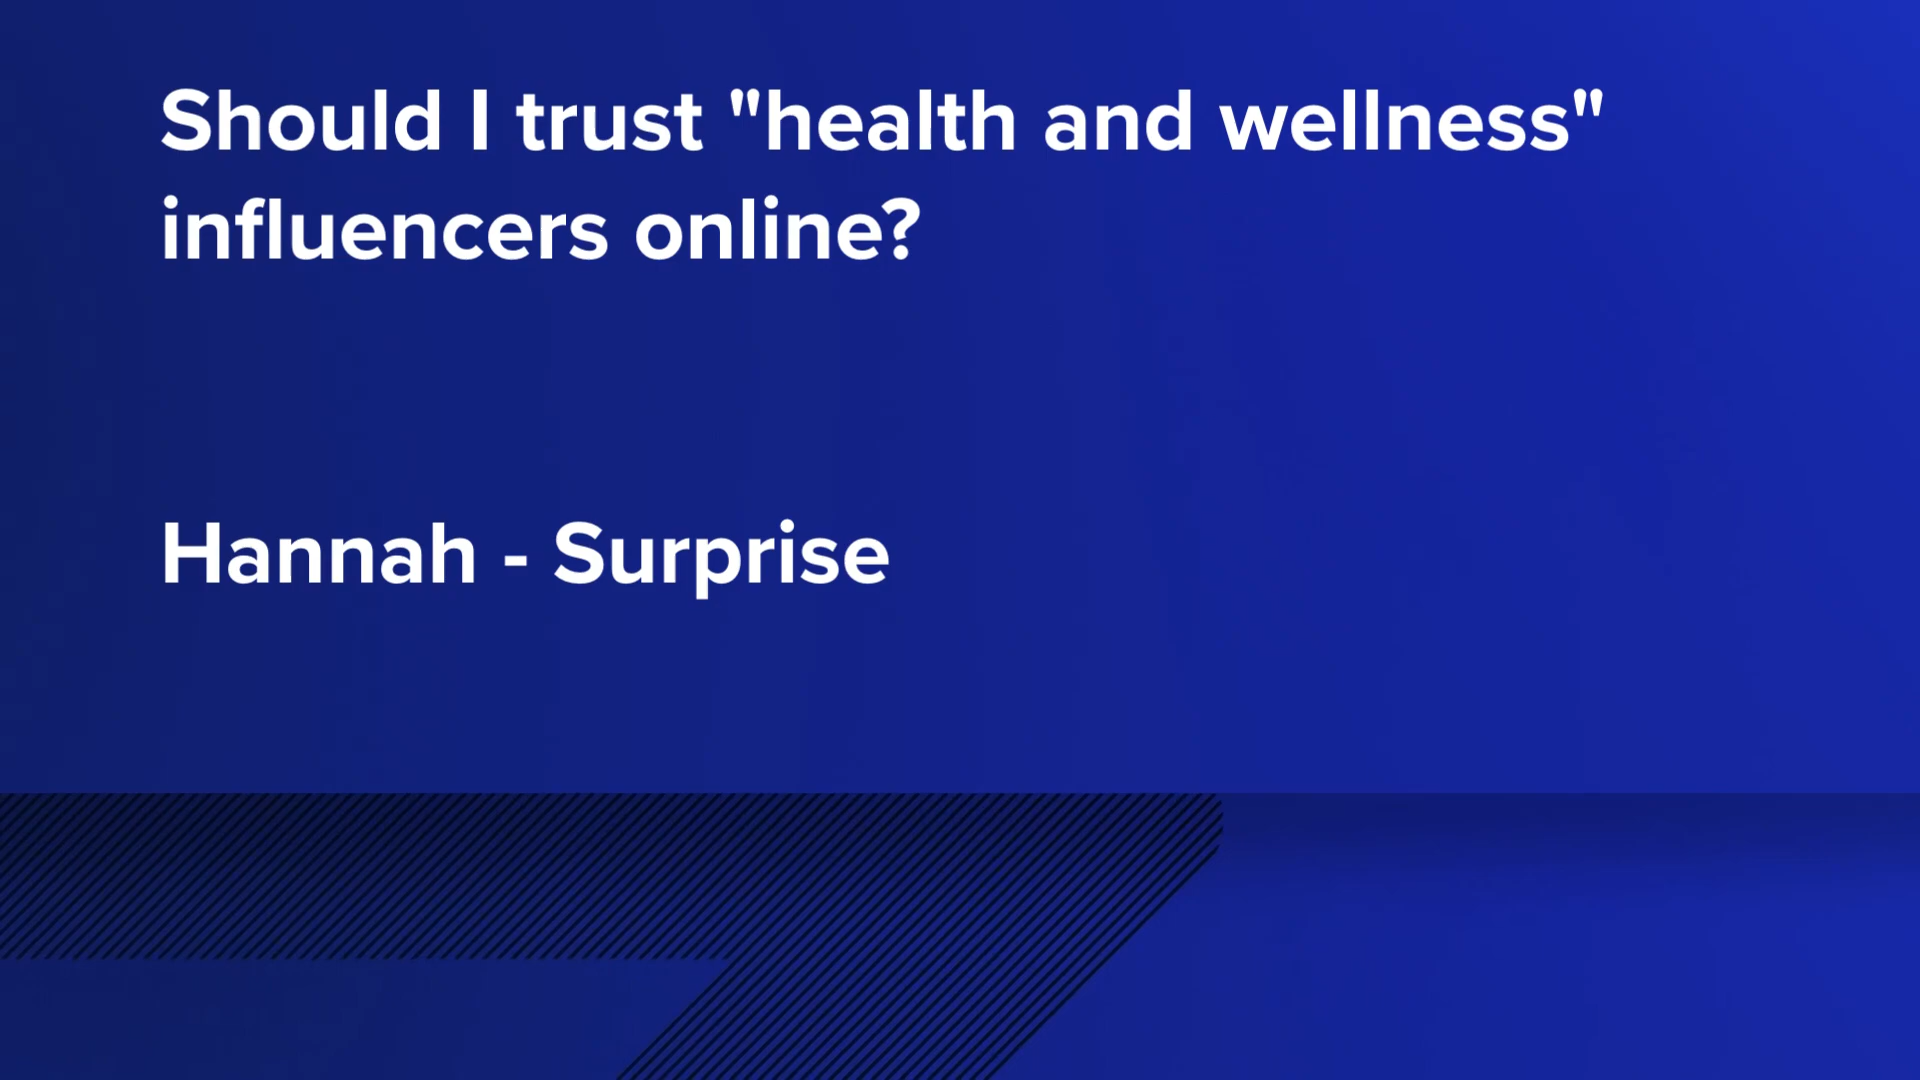 Should I trust "health and wellness"
influencers online?
Hannah - Surprise